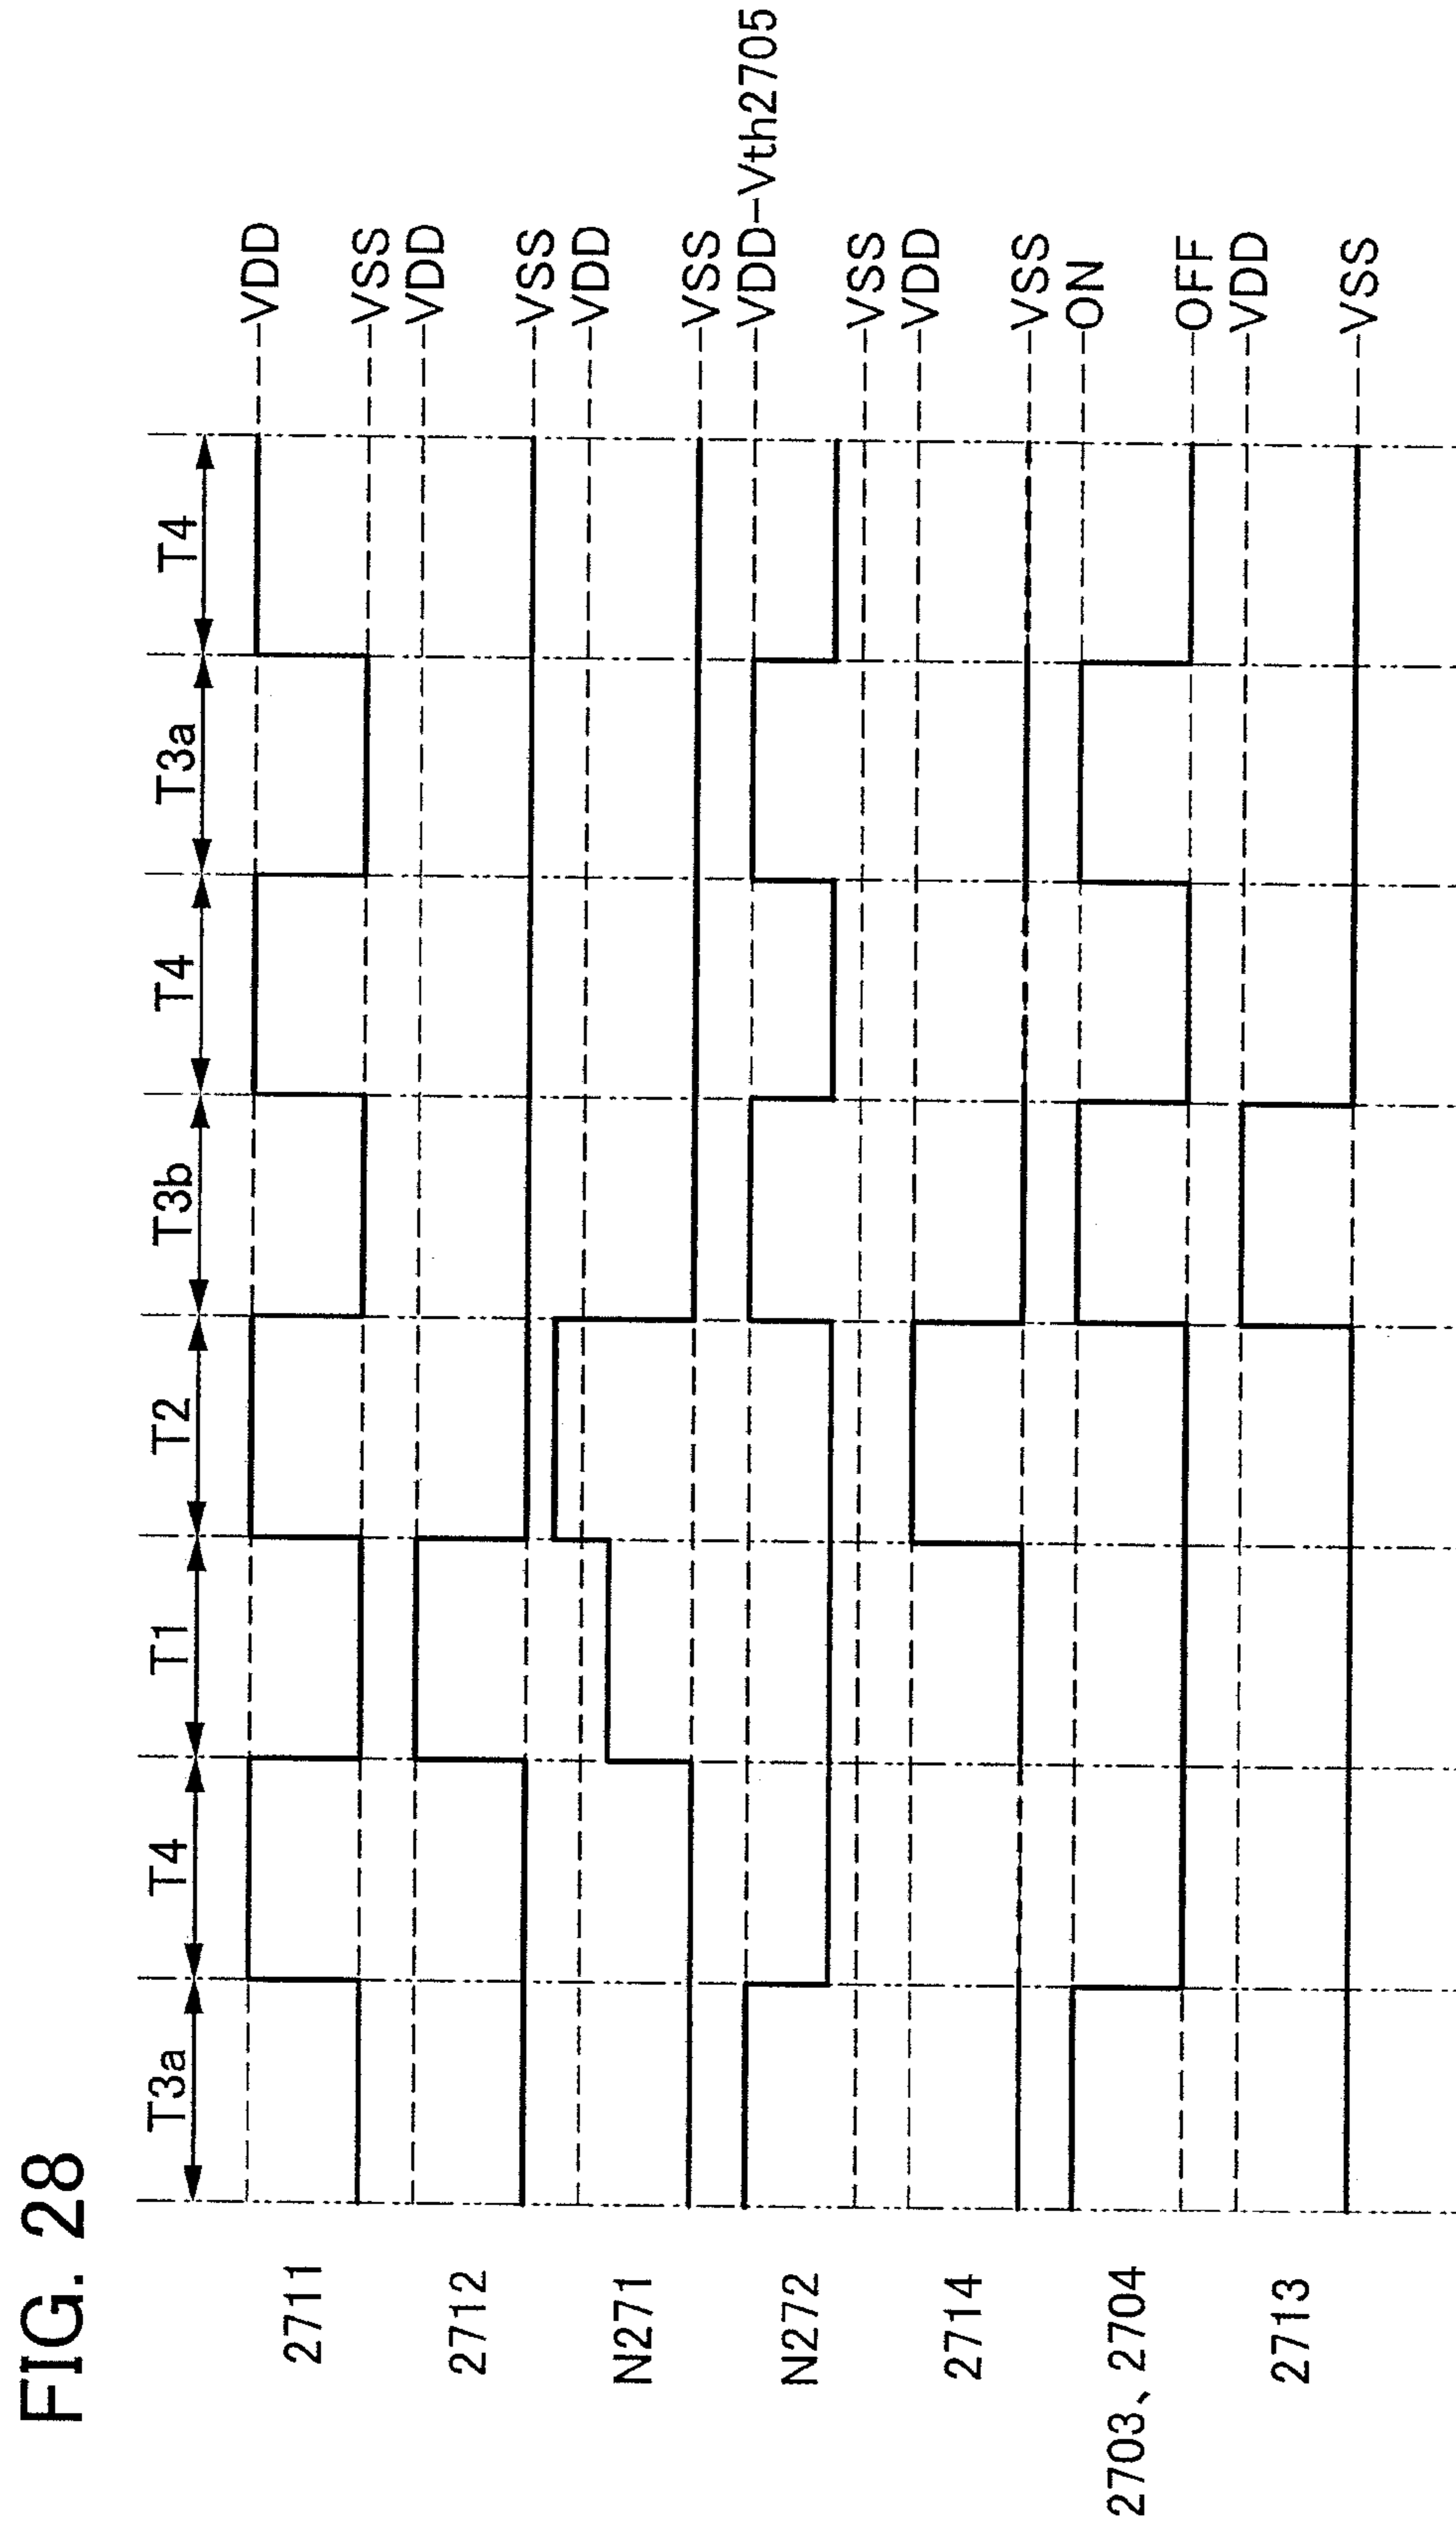 FIG. 28
T3a T4 T1 T2 T3b T4 T3a T4
2711 VDD
VSS
2712 VDD
VSS
N271 VDD
VSS
N272 VDD-Vth2705
VSS
2714 VDD
VSS
2703、2704 ON
OFF
2713 VDD
VSS